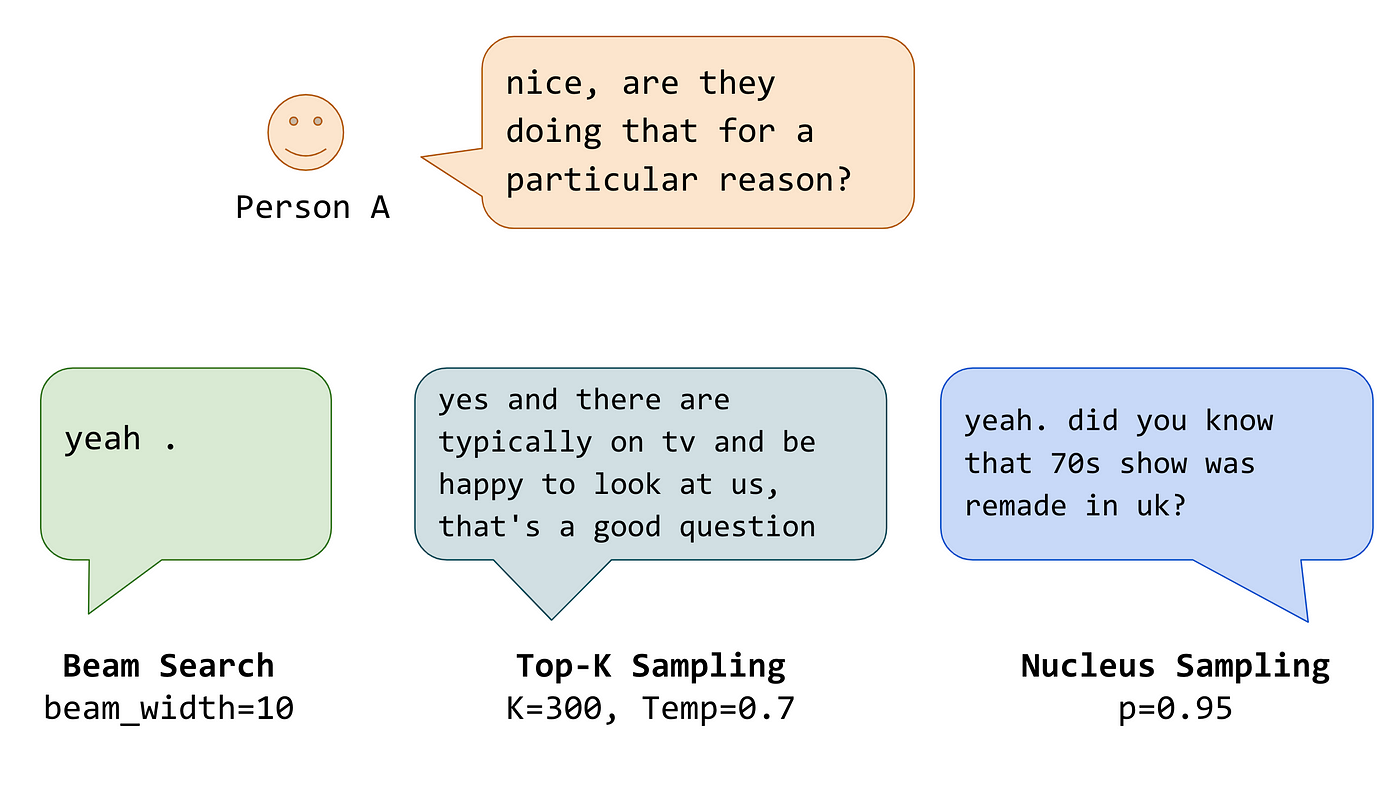 nice, are they
doing that for a
particular reason?
Person A
yeah .
yes and there are
typically on tv and be
happy to look at us,
that's a good question
yeah. did you know
that 70s show was
remade in uk?
Beam Search
beam_width=10
Top-K Sampling
K=300, Temp=0.7
Nucleus Sampling
p=0.95